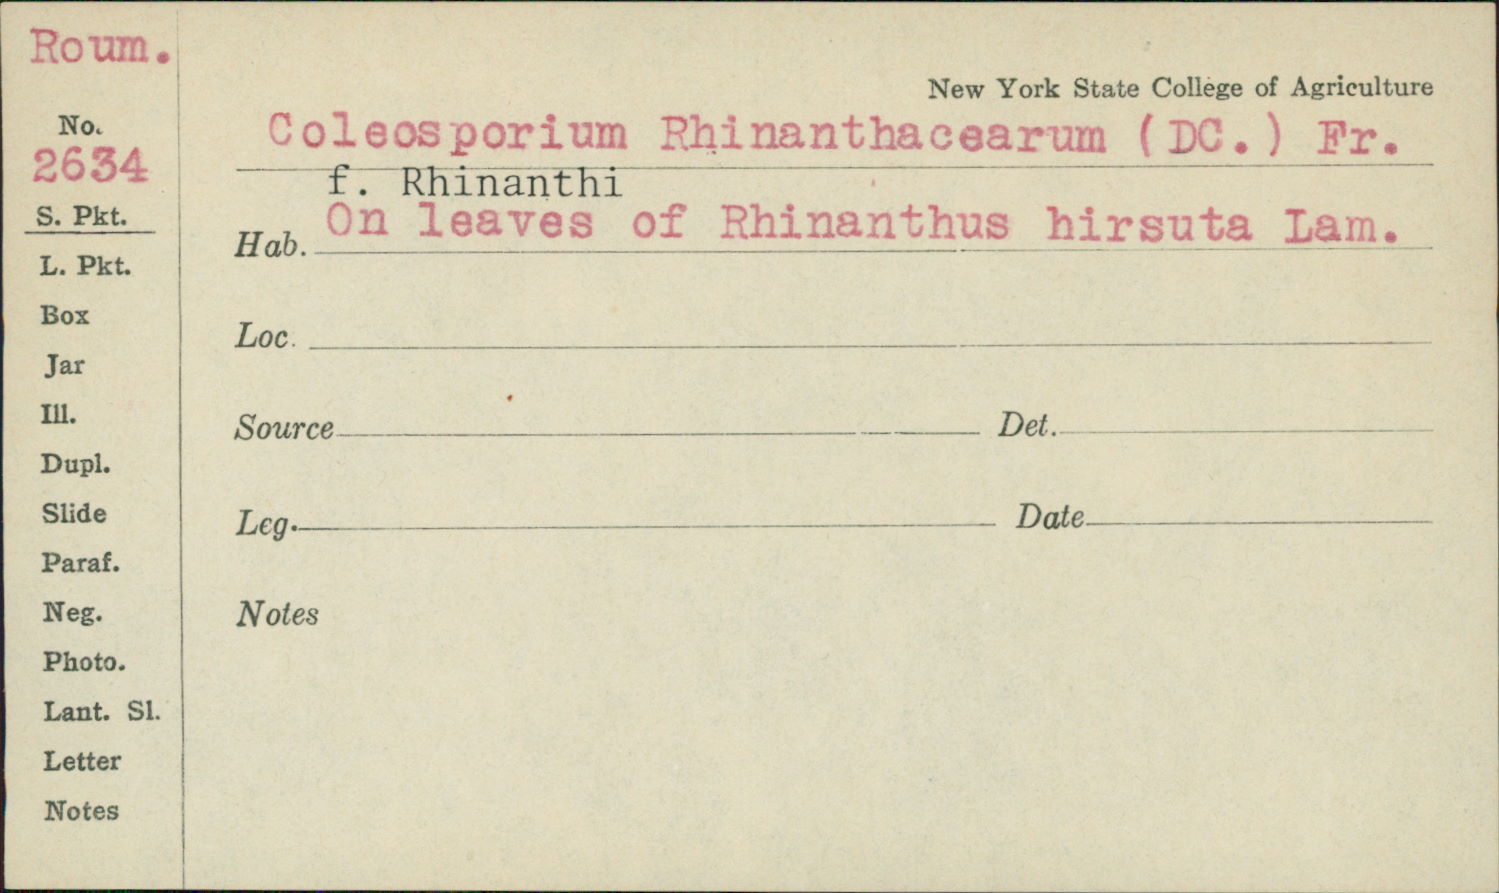 Roum.
No.
2634
S. Pkt.
L. Pkt.
Box
Jar
Ill.
Dupl.
Slide
Paraf.
Neg.
Photo.
Lant. Sl.
Letter
Notes
New York State College of Agriculture
Coleosporium Rhinanthacearum (DC.) Fr.
f. Rhinanthi
Hab. On leaves of Rhinanthus hirsuta Lam.
Loc.
Source Det.
Leg. Date
Notes